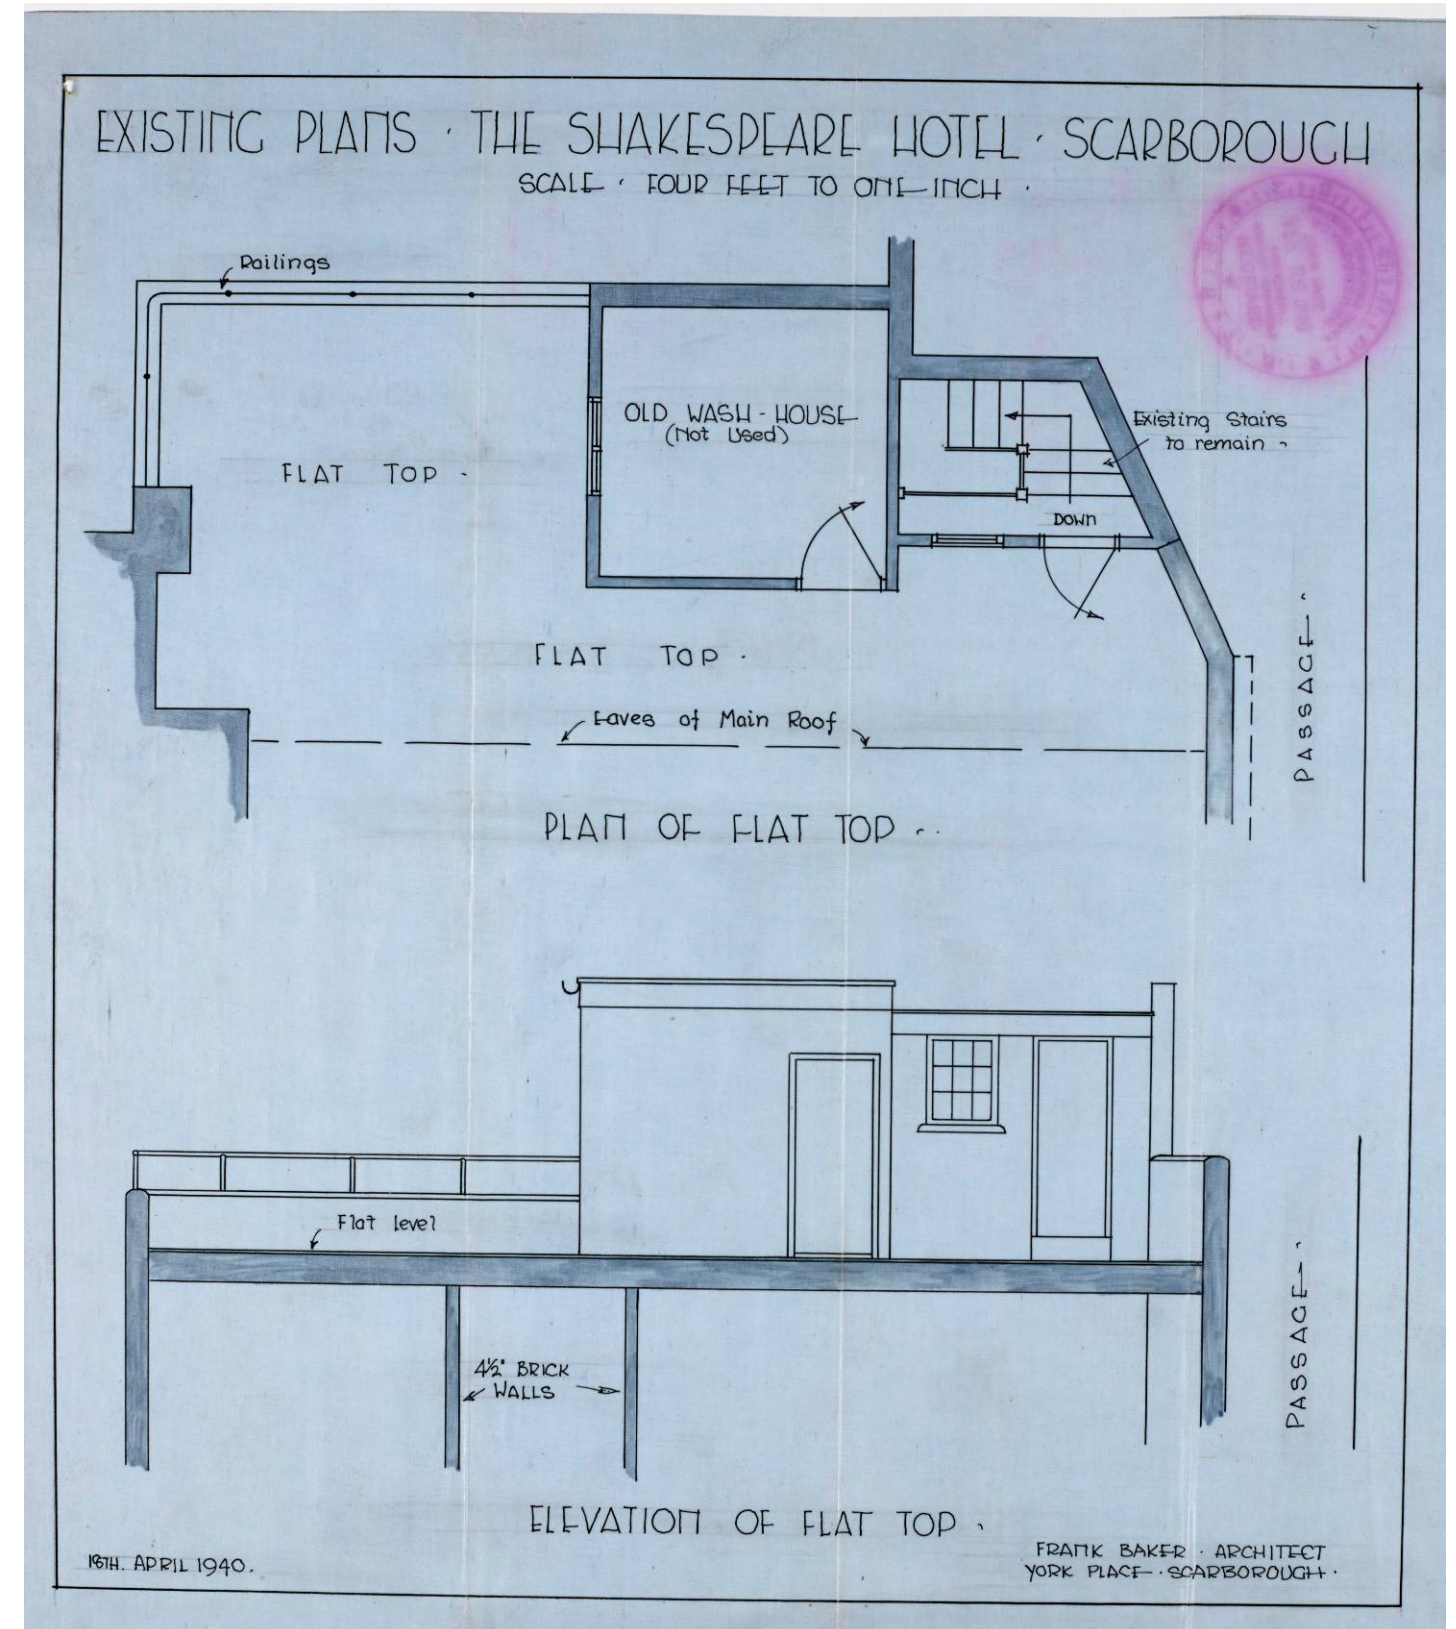 EXISTING PLANS · THE SHAKESPEARE HOTEL · SCARBOROUGH
SCALE · FOUR FEET TO ONE INCH ·
Railings
OLD WASH-HOUSE
(Not Used)
Existing Stairs
to remain
FLAT TOP
DOWN
FLAT TOP
PASSAGE
Eaves of Main Roof
PLAN OF FLAT TOP
Flat level
PASSAGE
4½" BRICK
WALLS
ELEVATION OF FLAT TOP
18TH. APRIL 1940.
FRANK BAKER · ARCHITECT
YORK PLACE · SCARBOROUGH ·